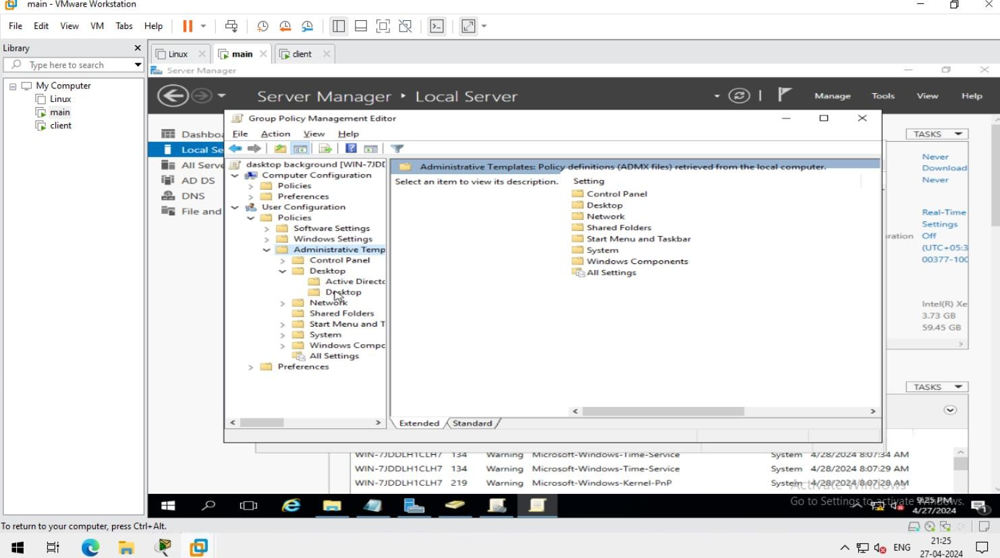 main - VMware Workstation
File Edit View VM Tabs Help
Library
Type here to search
My Computer
Linux
main
client
Linux main client
Server Manager
Server Manager Local Server
Manage Tools View Help
Dashbo
Local Se
All Serve
AD DS
DNS
File and
Group Policy Management Editor
File Action View Help
dasktop background [WIN-7JDD
Computer Configuration
Policies
Preferences
User Configuration
Policies
Software Settings
Windows Settings
Administrative Temp
Control Panel
Desktop
Active Directo
Desktop
Network
Shared Folders
Start Menu and T
System
Windows Compo
All Settings
Preferences
Administrative Templates: Policy definitions (ADMX files) retrieved from the local computer.
Select an item to view its description.
Setting
Control Panel
Desktop
Network
Shared Folders
Start Menu and Taskbar
System
Windows Components
All Settings
Extended Standard
TASKS
Never
Download
Never
Real-Time
Settings
ration Off
(UTC+05:3
00377-100
Intel(R) Xe
3.73 GB
59.45 GB
TASKS
WIN-7JDDLH1CLH7 134 Warning Microsoft-Windows-Time-Service System 4/28/2024 8:07:34 AM
WIN-7JDDLH1CLH7 134 Warning Microsoft-Windows-Time-Service System 4/28/2024 8:07:29 AM
WIN-7JDDLH1CLH7 219 Warning Microsoft-Windows-Kernel-PnP System 4/28/2024 8:07:28 AM
Activate Windows
Go to Settings to activate Windows.
9:25 PM
4/27/2024
1
To return to your computer, press Ctrl+Alt.
ENG
21:25
27-04-2024